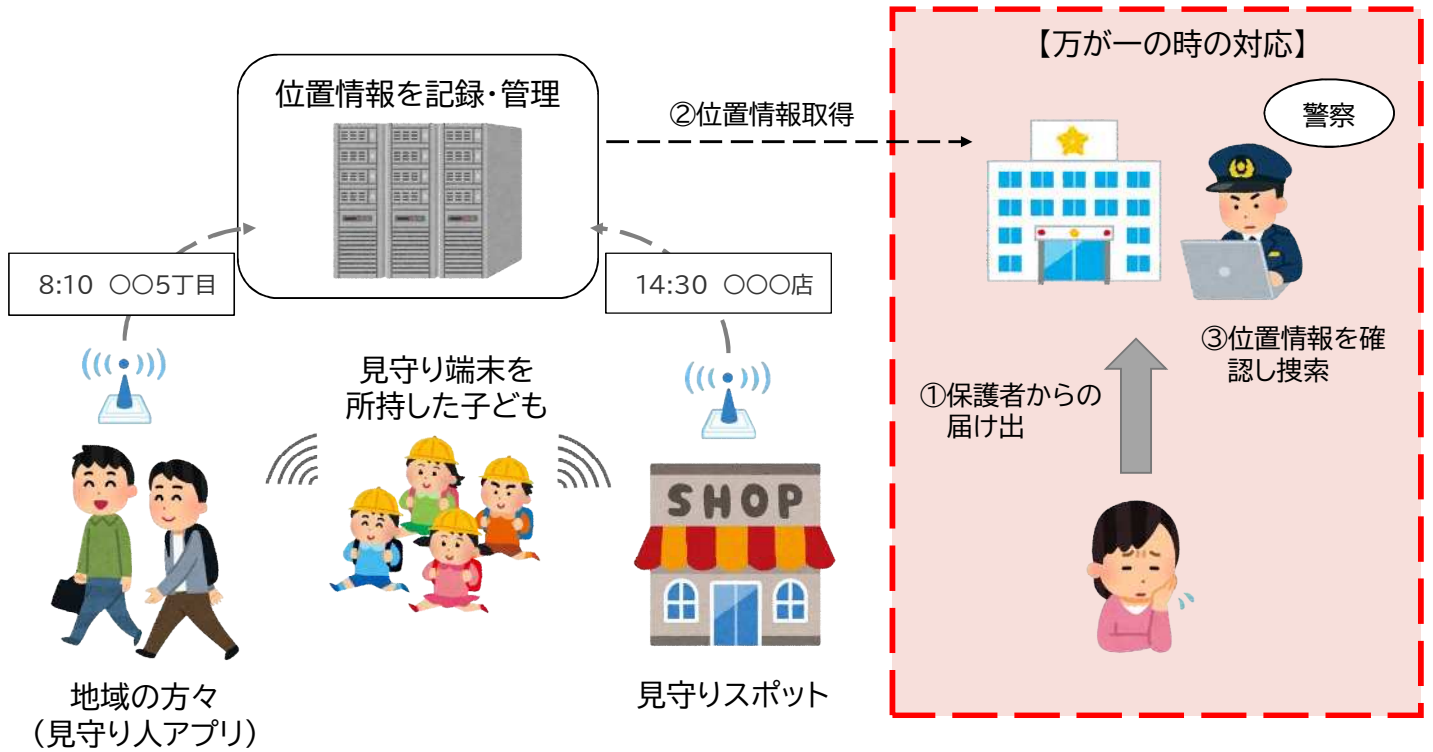 【万が一の時の対応】
位置情報を記録・管理
②位置情報取得
警察
8:10 〇〇5丁目
14:30 〇〇〇店
見守り端末を
所持した子ども
③位置情報を確
認し捜索
①保護者からの
届け出
SHOP
地域の方々
（見守り人アプリ）
見守りスポット